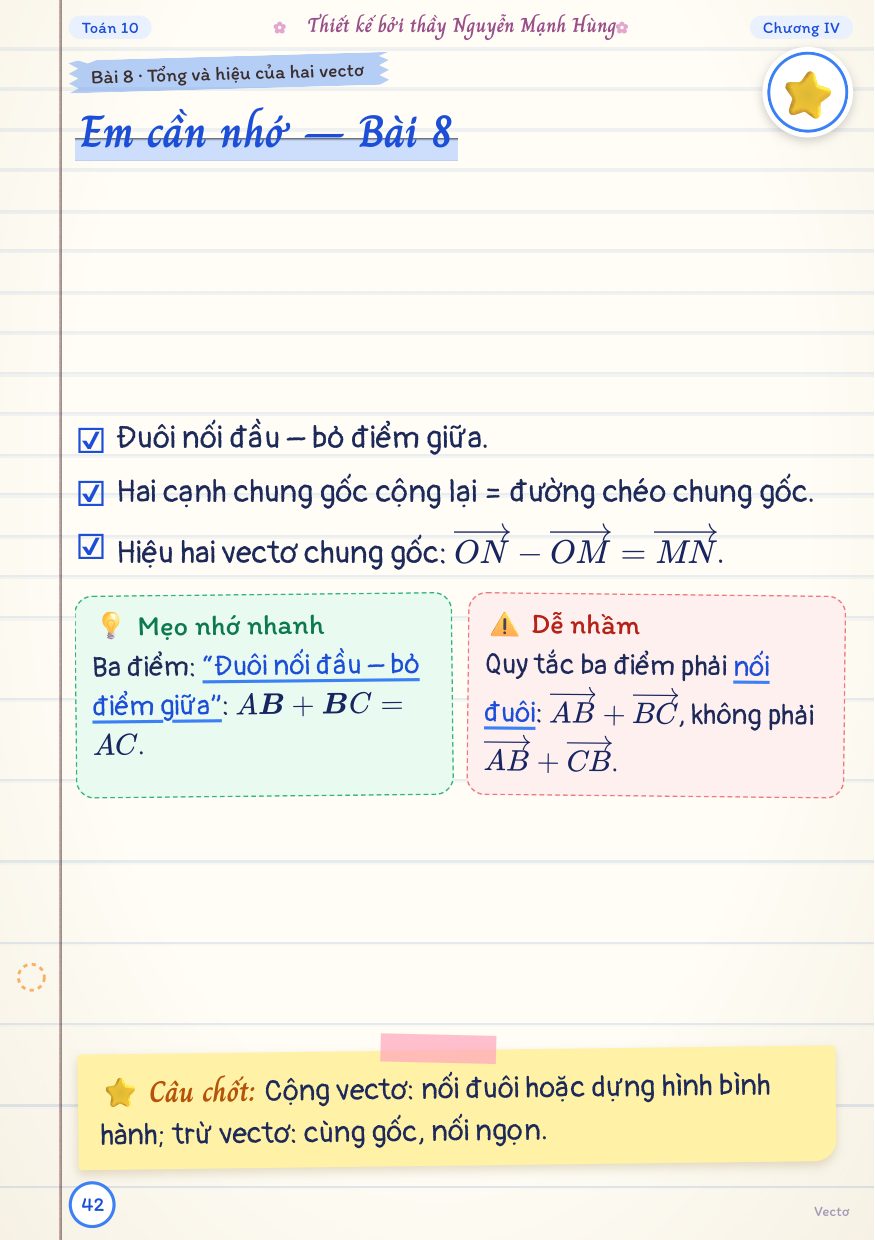 Toán 10
Thiết kế bởi thầy Nguyễn Mạnh Hùng
Chương IV
Bài 8 · Tổng và hiệu của hai vectơ
Em cần nhớ — Bài 8
Đuôi nối đầu – bỏ điểm giữa.
Hai cạnh chung gốc cộng lại = đường chéo chung gốc.
Hiệu hai vectơ chung gốc: $\overrightarrow{ON} - \overrightarrow{OM} = \overrightarrow{MN}$.
Mẹo nhớ nhanh
Ba điểm: “Đuôi nối đầu – bỏ
điểm giữa”: $A\boldsymbol{B} + \boldsymbol{B}C =$
$AC$.
Dễ nhầm
Quy tắc ba điểm phải nối
đuôi: $\overrightarrow{AB} + \overrightarrow{BC}$, không phải
$\overrightarrow{AB} + \overrightarrow{CB}$.
Câu chốt: Cộng vectơ: nối đuôi hoặc dựng hình bình
hành; trừ vectơ: cùng gốc, nối ngọn.
42
Vectơ